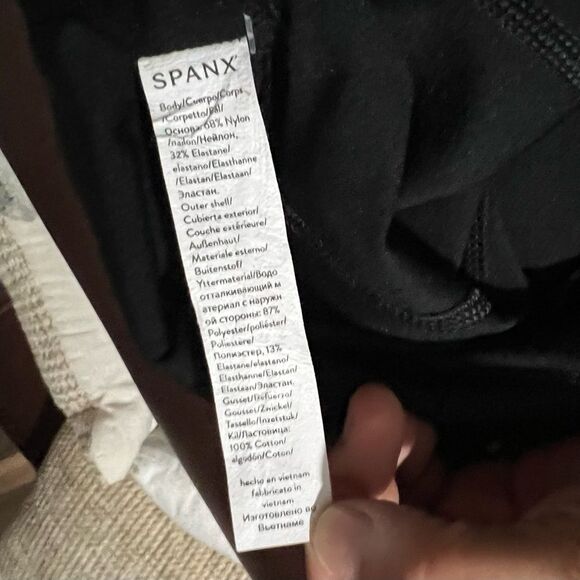 SPANX
Body/Cuerpo/Corps
/Corpetto/Bål/
Основа: 68% Nylon
/nailon/Нейлон,
32% Elastane/
elastano/Elasthanne
/Elastan/Elastaan/
Эластан.
Outer shell/
Cubierta exterior/
Couche extérieure/
Außenhaut/
Materiale esterno/
Buitenstof/
Yttermaterial/Водо
отталкивающий м
атериал с наружн
ой стороны: 87%
Polyester/poliéster/
Poliestere/
Полиэстер, 13%
Elastane/elastano/
Elasthanne/Elastan/
Elastaan/Эластан.
Gusset/Refuerzo/
Gousset/Zwickel/
Tassello/Inzetstuk/
Kil/Ластовица:
100% Cotton/
algodón/Coton/
hecho en vietnam
fabbricato in
vietnam
Изготовлено во
Вьетнаме